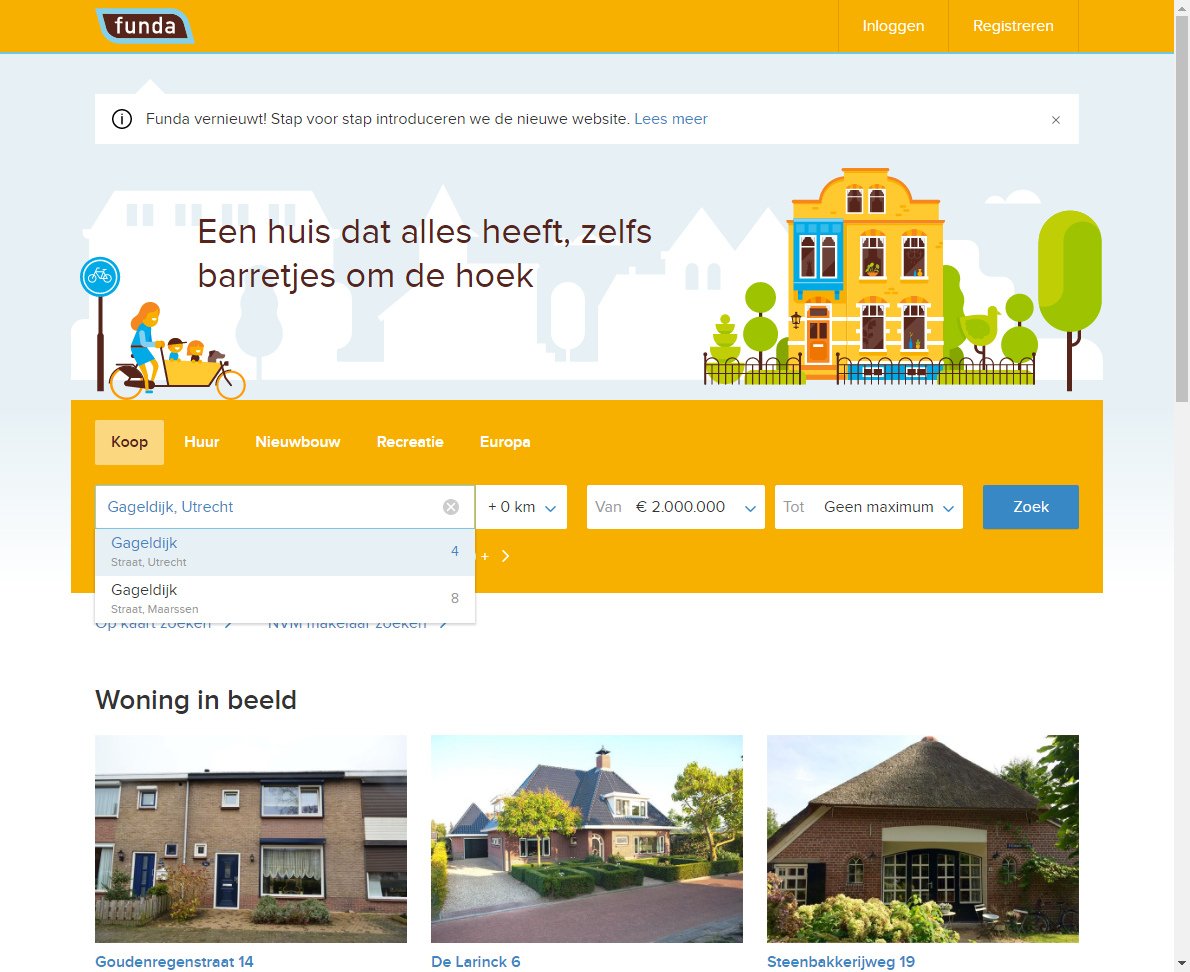 funda
Inloggen
Registreren
Funda vernieuwt! Stap voor stap introduceren we de nieuwe website. Lees meer
Een huis dat alles heeft, zelfs
barretjes om de hoek
Koop Huur Nieuwbouw Recreatie Europa
Gageldijk, Utrecht
+ 0 km
Van € 2.000.000
Tot Geen maximum
Zoek
Gageldijk 4
Straat, Utrecht
+
Gageldijk 8
Straat, Maarssen
Op kaart zoeken NVM makelaar zoeken
Woning in beeld
Goudenregenstraat 14
De Larinck 6
Steenbakkerijweg 19